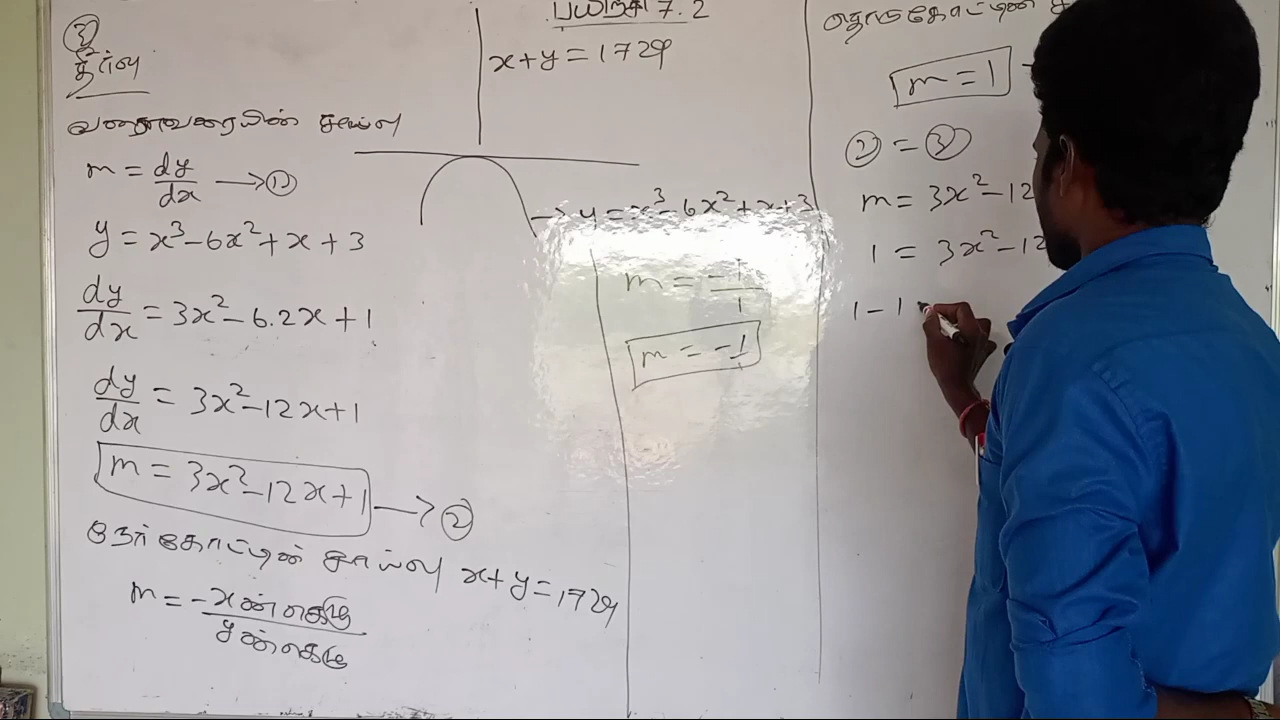 ③
தீர்வு
வளைவரையின் சாய்வு
m = dy/dx → ①
y = x³ - 6x² + x + 3
dy/dx = 3x² - 6.2x + 1
dy/dx = 3x² - 12x + 1
m = 3x² - 12x + 1 → ②
நேர்கோட்டின் சாய்வு x + y = 1729
m = -x ன் கெழு / y ன் கெழு
பயிற்சி 7.2
x + y = 1729
→ y = x³ - 6x² + x + 3
m = -1/1
m = -1
m = 1
② = ③
m = 3x² - 12
1 = 3x² - 12
1 - 1